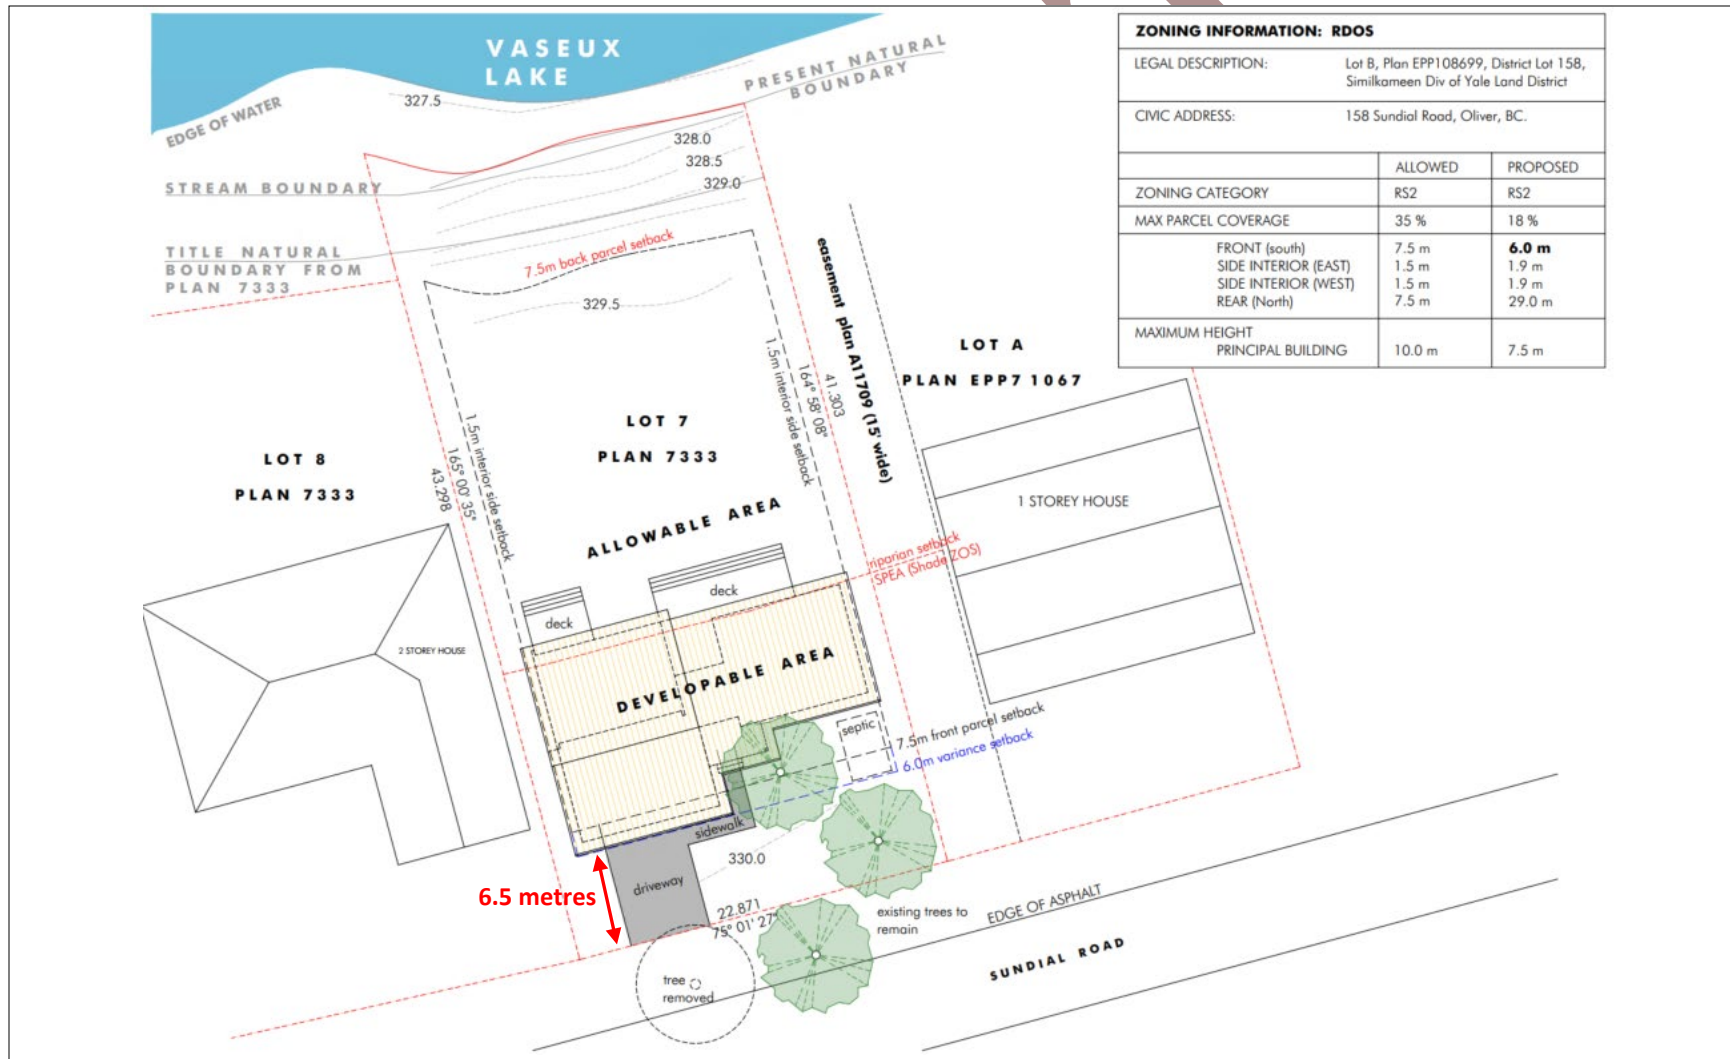 VASEUX
LAKE
EDGE OF WATER
327.5
PRESENT NATURAL
BOUNDARY
328.0
328.5
329.0
STREAM BOUNDARY
TITLE NATURAL
BOUNDARY FROM
PLAN 7333
7.5m back parcel setback
329.5
easement plan A11709 (15' wide)
LOT A
PLAN EPP71067
1.5m interior side setback
164° 58' 08"
41.303
LOT 7
PLAN 7333
LOT 8
PLAN 7333
1.5m interior side setback
165° 00' 35"
43.298
1 STOREY HOUSE
ALLOWABLE AREA
riparian setback
SPEA (Shade ZOS)
deck
deck
2 STOREY HOUSE
DEVELOPABLE AREA
septic
7.5m front parcel setback
6.0m variance setback
sidewalk
330.0
driveway
6.5 metres
22.871
75° 01' 27"
existing trees to
remain
EDGE OF ASPHALT
SUNDIAL ROAD
tree
removed
ZONING INFORMATION: RDOS
LEGAL DESCRIPTION: Lot B, Plan EPP108699, District Lot 158,
Similkameen Div of Yale Land District
CIVIC ADDRESS: 158 Sundial Road, Oliver, BC.
ALLOWED PROPOSED
ZONING CATEGORY RS2 RS2
MAX PARCEL COVERAGE 35 % 18 %
FRONT (south) 7.5 m 6.0 m
SIDE INTERIOR (EAST) 1.5 m 1.9 m
SIDE INTERIOR (WEST) 1.5 m 1.9 m
REAR (North) 7.5 m 29.0 m
MAXIMUM HEIGHT
PRINCIPAL BUILDING 10.0 m 7.5 m